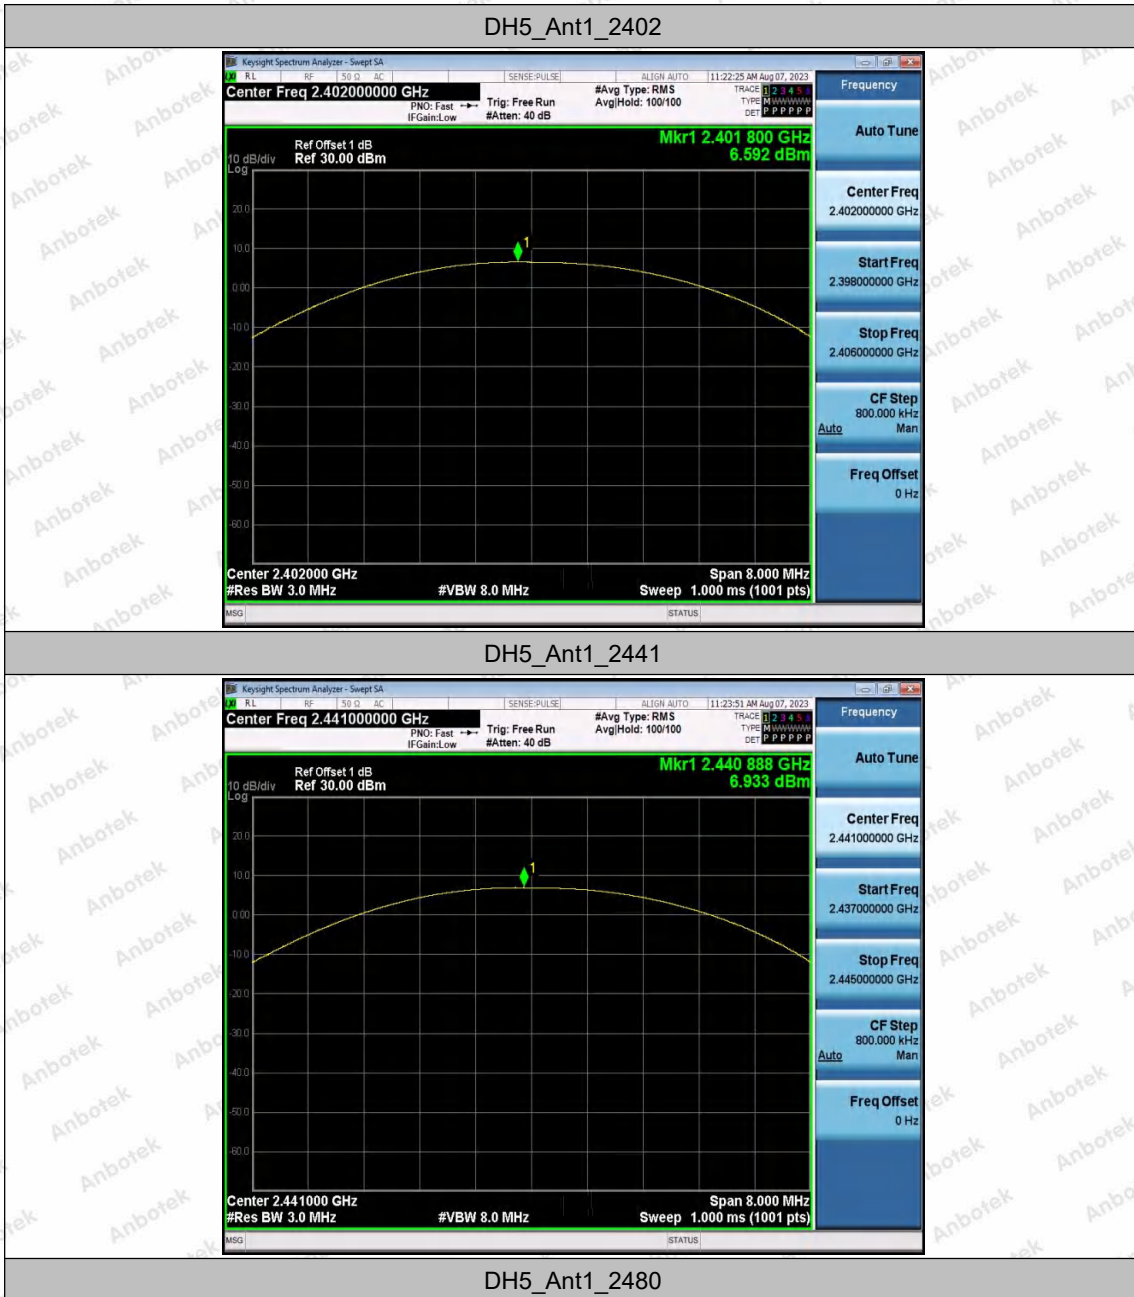 DH5_Ant1_2402
Keysight Spectrum Analyzer - Swept SA
RL RF 50 Ω AC SENSE:PULSE ALIGN AUTO 11:22:25 AM Aug 07, 2023
Center Freq 2.402000000 GHz
PNO: Fast
IFGain:Low
Trig: Free Run
#Atten: 40 dB
#Avg Type: RMS
Avg|Hold: 100/100
TRACE 1 2 3 4 5 6
TYPE M WWWWW
DET P P P P P P
Ref Offset 1 dB
10 dB/div Ref 30.00 dBm
Log
Mkr1 2.401 800 GHz
6.592 dBm
20.0
10.0
0.00
-10.0
-20.0
-30.0
-40.0
-50.0
-60.0
1
Center 2.402000 GHz Span 8.000 MHz
#Res BW 3.0 MHz #VBW 8.0 MHz Sweep 1.000 ms (1001 pts)
MSG STATUS
Frequency
Auto Tune
Center Freq
2.402000000 GHz
Start Freq
2.398000000 GHz
Stop Freq
2.406000000 GHz
CF Step
800.000 kHz
Auto Man
Freq Offset
0 Hz
DH5_Ant1_2441
Keysight Spectrum Analyzer - Swept SA
RL RF 50 Ω AC SENSE:PULSE ALIGN AUTO 11:23:51 AM Aug 07, 2023
Center Freq 2.441000000 GHz
PNO: Fast
IFGain:Low
Trig: Free Run
#Atten: 40 dB
#Avg Type: RMS
Avg|Hold: 100/100
TRACE 1 2 3 4 5 6
TYPE M WWWWW
DET P P P P P P
Ref Offset 1 dB
10 dB/div Ref 30.00 dBm
Log
Mkr1 2.440 888 GHz
6.933 dBm
20.0
10.0
0.00
-10.0
-20.0
-30.0
-40.0
-50.0
-60.0
1
Center 2.441000 GHz Span 8.000 MHz
#Res BW 3.0 MHz #VBW 8.0 MHz Sweep 1.000 ms (1001 pts)
MSG STATUS
Frequency
Auto Tune
Center Freq
2.441000000 GHz
Start Freq
2.437000000 GHz
Stop Freq
2.445000000 GHz
CF Step
800.000 kHz
Auto Man
Freq Offset
0 Hz
DH5_Ant1_2480
Anbotek